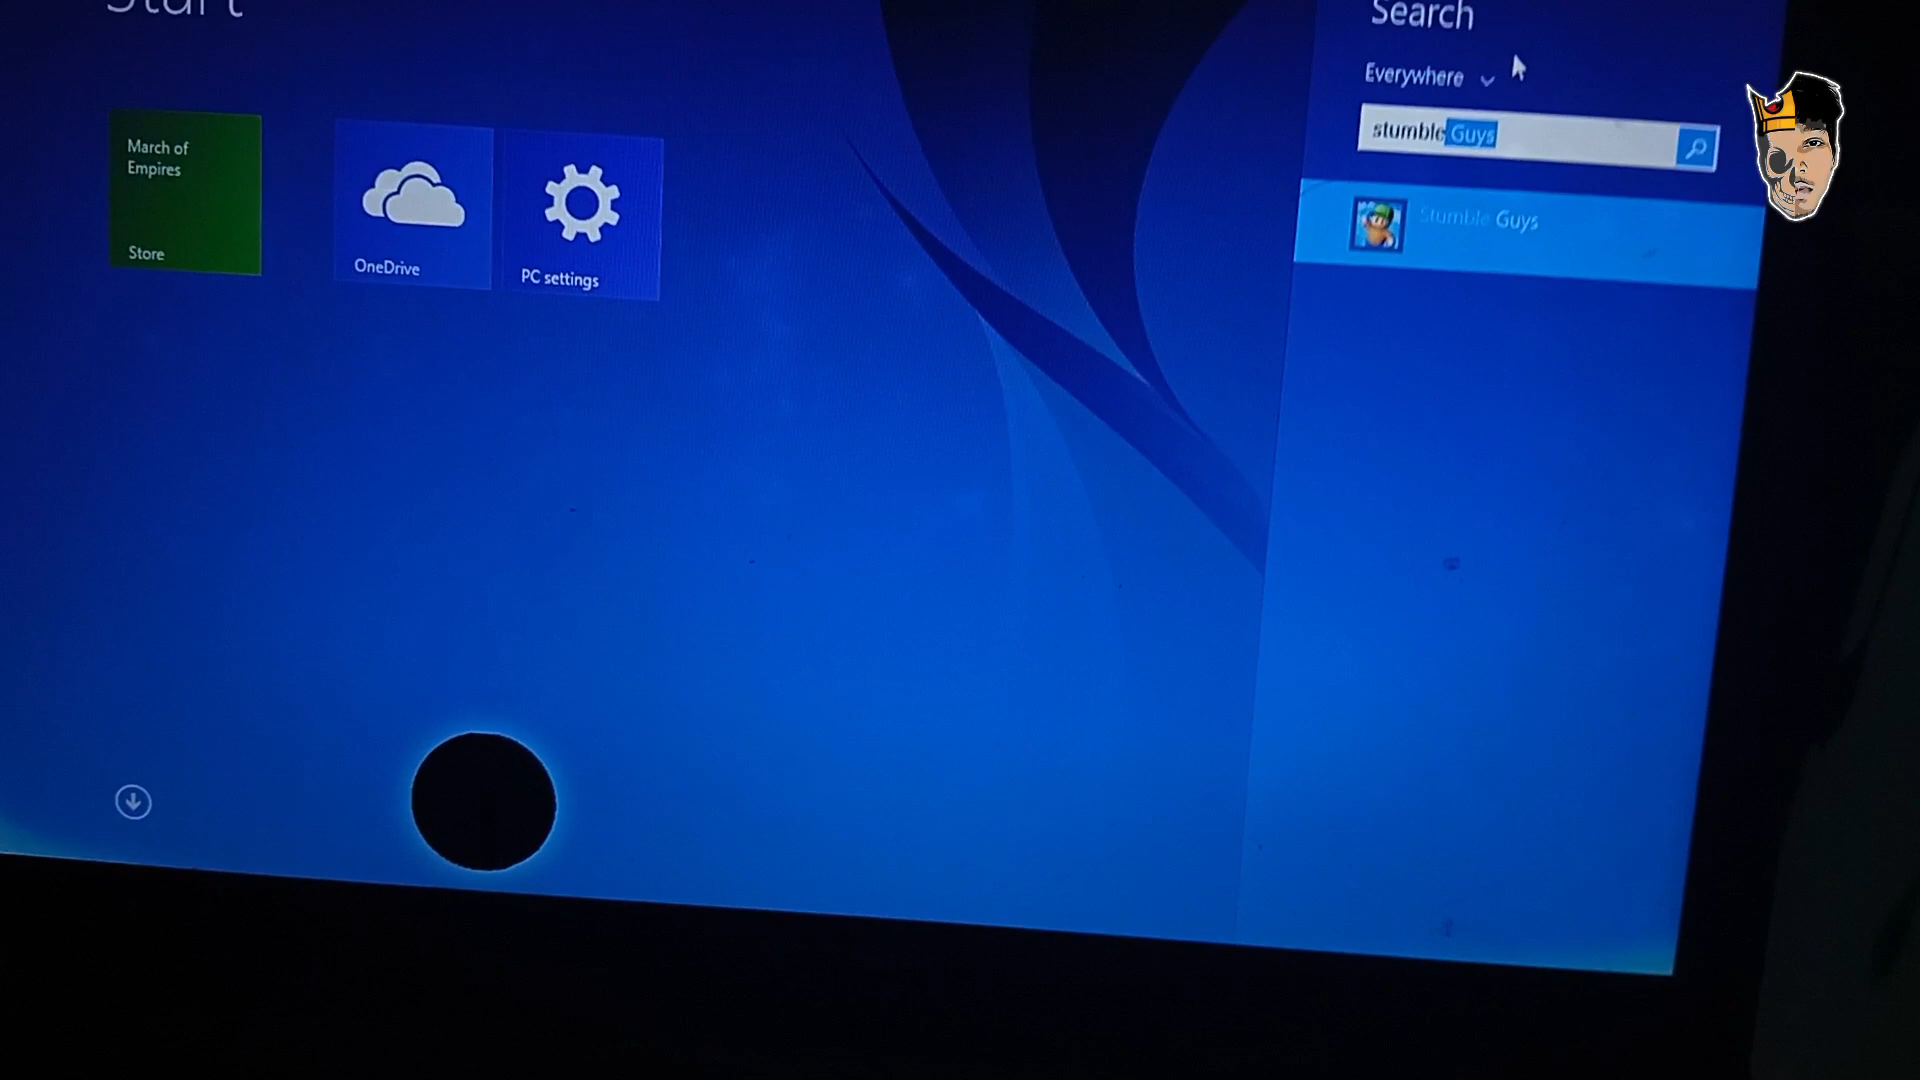 Start
Search
Everywhere
stumble Guys
Stumble Guys
March of
Empires
Store
OneDrive
PC settings